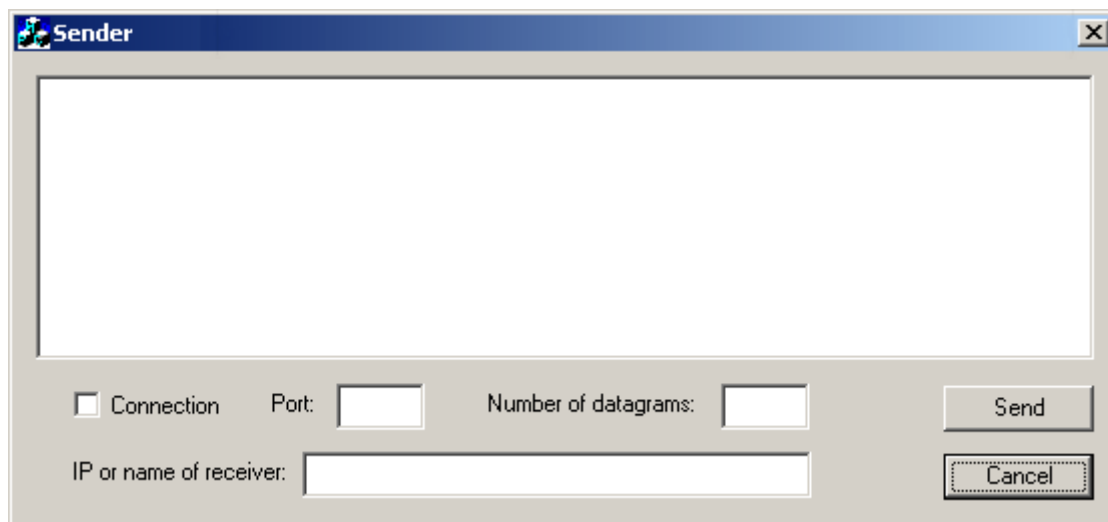 Sender
Connection Port: Number of datagrams: Send
IP or name of receiver: Cancel